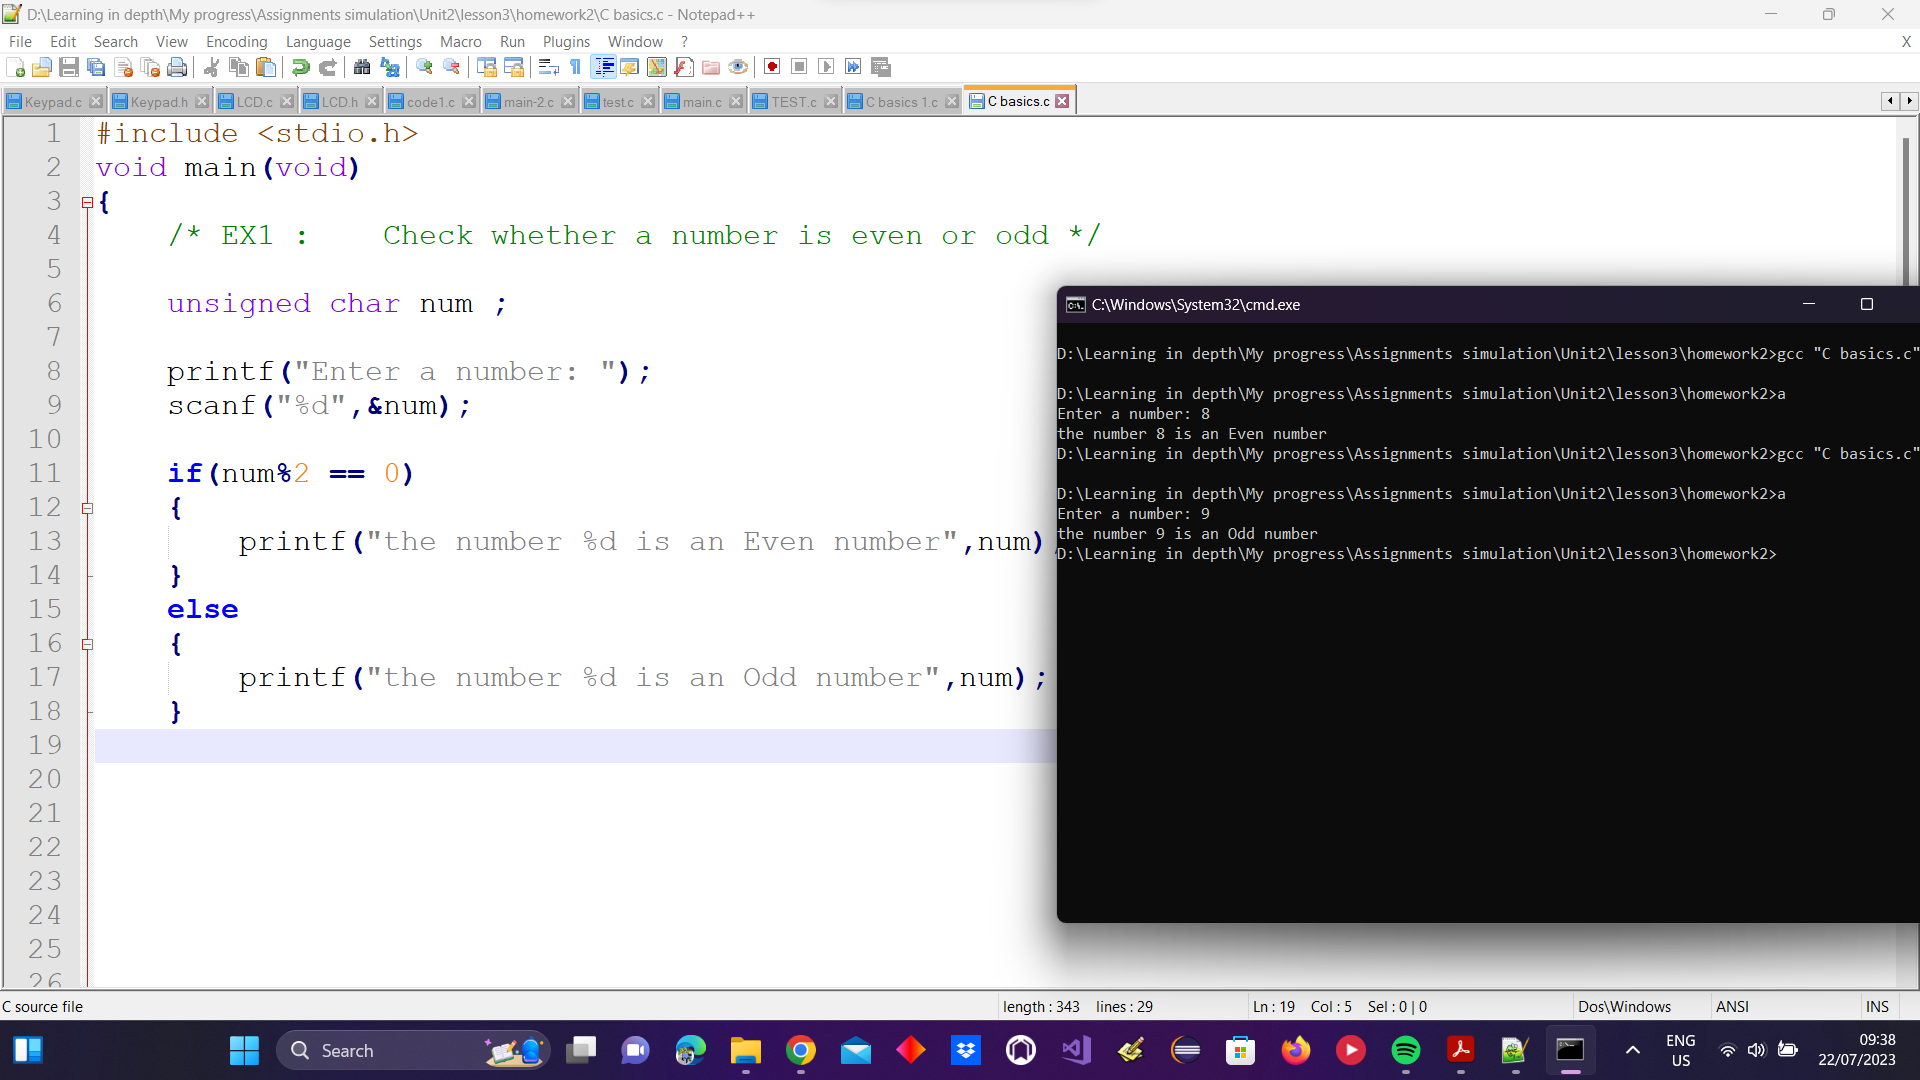 D:\Learning in depth\My progress\Assignments simulation\Unit2\lesson3\homework2\C basics.c - Notepad++
File Edit Search View Encoding Language Settings Macro Run Plugins Window ? X
Keypad.c Keypad.h LCD.c LCD.h code1.c main-2.c test.c main.c TEST.c C basics 1.c C basics.c
1 #include <stdio.h>
2 void main(void)
3 {
4 /* EX1 : Check whether a number is even or odd */
5
6 unsigned char num ;
7
8 printf("Enter a number: ");
9 scanf("%d",&num);
10
11 if(num%2 == 0)
12 {
13 printf("the number %d is an Even number",num)
14 }
15 else
16 {
17 printf("the number %d is an Odd number",num);
18 }
19
20
21
22
23
24
25
26
C:\Windows\System32\cmd.exe
D:\Learning in depth\My progress\Assignments simulation\Unit2\lesson3\homework2>gcc "C basics.c"
D:\Learning in depth\My progress\Assignments simulation\Unit2\lesson3\homework2>a
Enter a number: 8
the number 8 is an Even number
D:\Learning in depth\My progress\Assignments simulation\Unit2\lesson3\homework2>gcc "C basics.c"
D:\Learning in depth\My progress\Assignments simulation\Unit2\lesson3\homework2>a
Enter a number: 9
the number 9 is an Odd number
D:\Learning in depth\My progress\Assignments simulation\Unit2\lesson3\homework2>
C source file length : 343 lines : 29 Ln : 19 Col : 5 Sel : 0 | 0 Dos\Windows ANSI INS
Search
ENG
US
09:38
22/07/2023